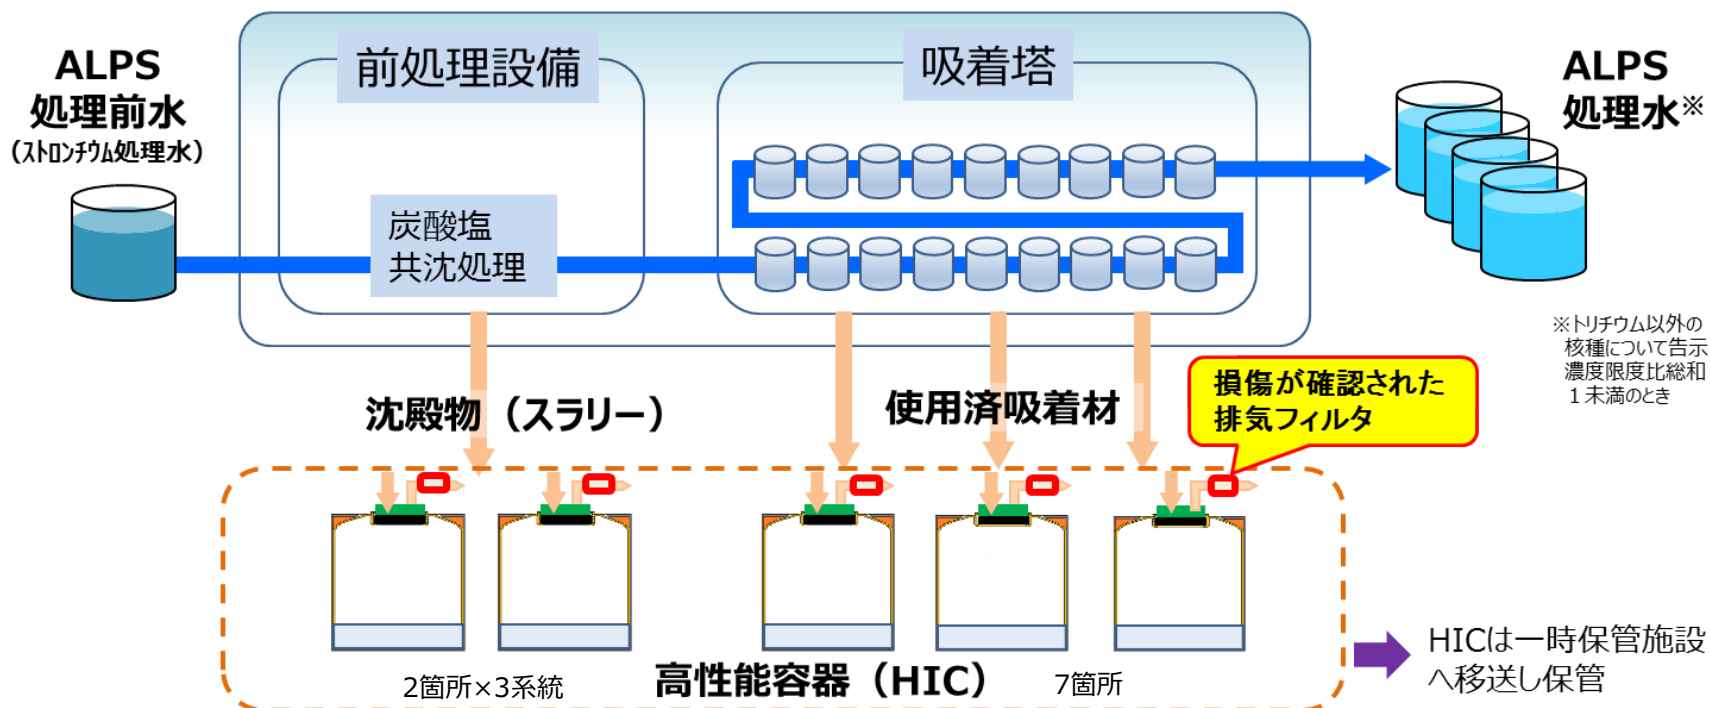 ALPS
処理前水
(ストロンチウム処理水)
前処理設備
炭酸塩
共沈処理
吸着塔
ALPS
処理水※
※トリチウム以外の
核種について告示
濃度限度比総和
1未満のとき
沈殿物（スラリー）
使用済吸着材
損傷が確認された
排気フィルタ
2箇所×3系統
高性能容器（HIC）
7箇所
HICは一時保管施設
へ移送し保管